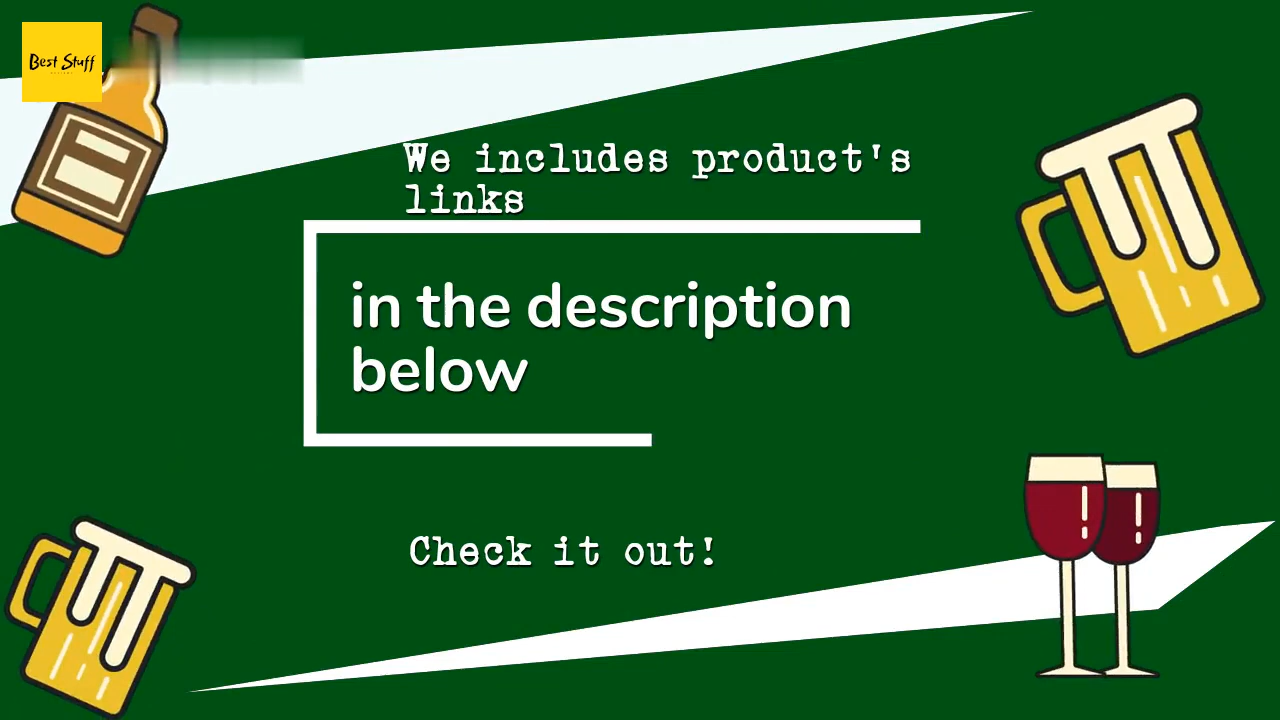 Best Stuff
We includes product's
links
in the description
below
Check it out!